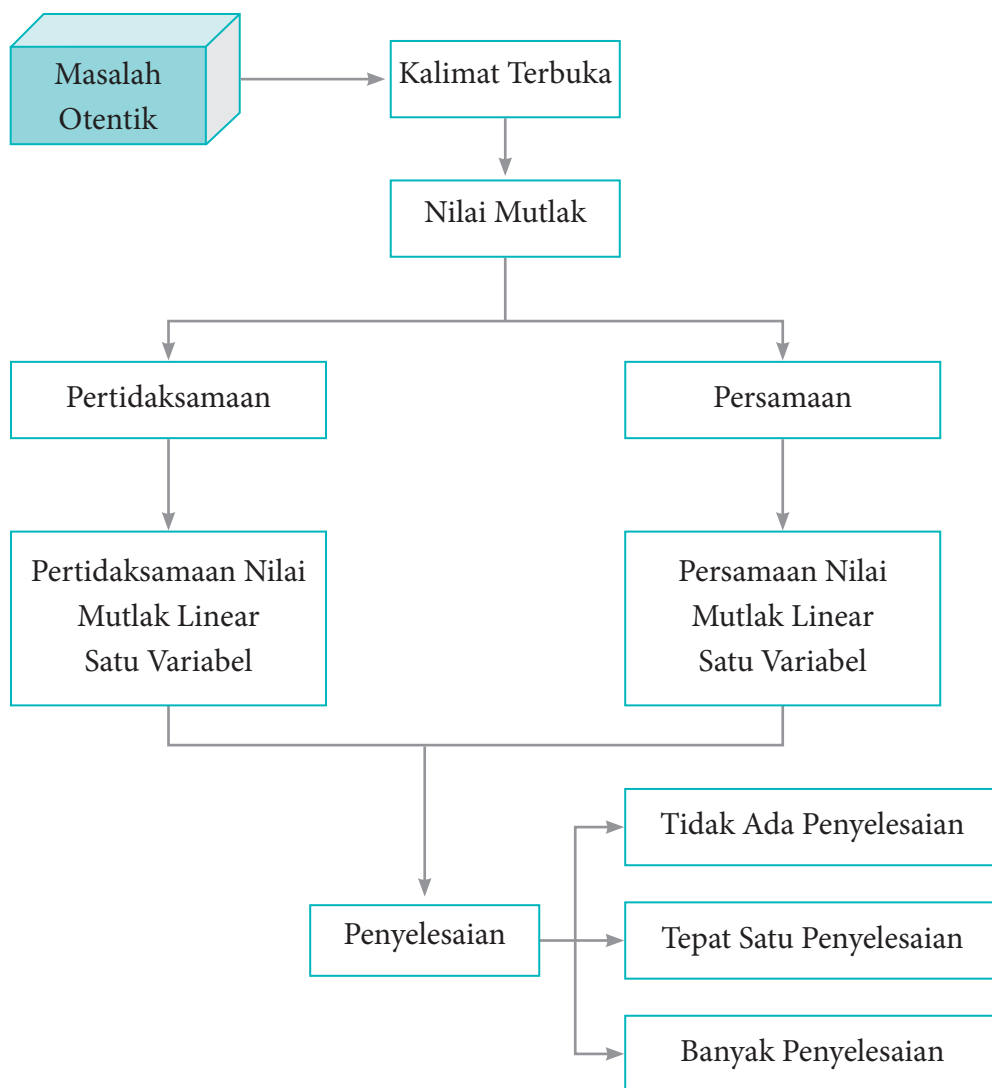 Masalah
Otentik
Kalimat Terbuka
Nilai Mutlak
Pertidaksamaan
Persamaan
Pertidaksamaan Nilai
Mutlak Linear
Satu Variabel
Persamaan Nilai
Mutlak Linear
Satu Variabel
Penyelesaian
Tidak Ada Penyelesaian
Tepat Satu Penyelesaian
Banyak Penyelesaian